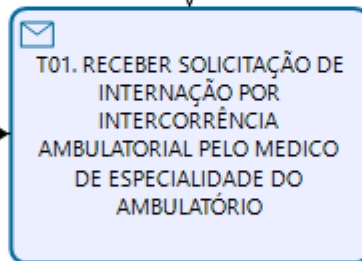 T01. RECEBER SOLICITAÇÃO DE
INTERNAÇÃO POR
INTERCORRÊNCIA
AMBULATORIAL PELO MEDICO
DE ESPECIALIDADE DO
AMBULATÓRIO